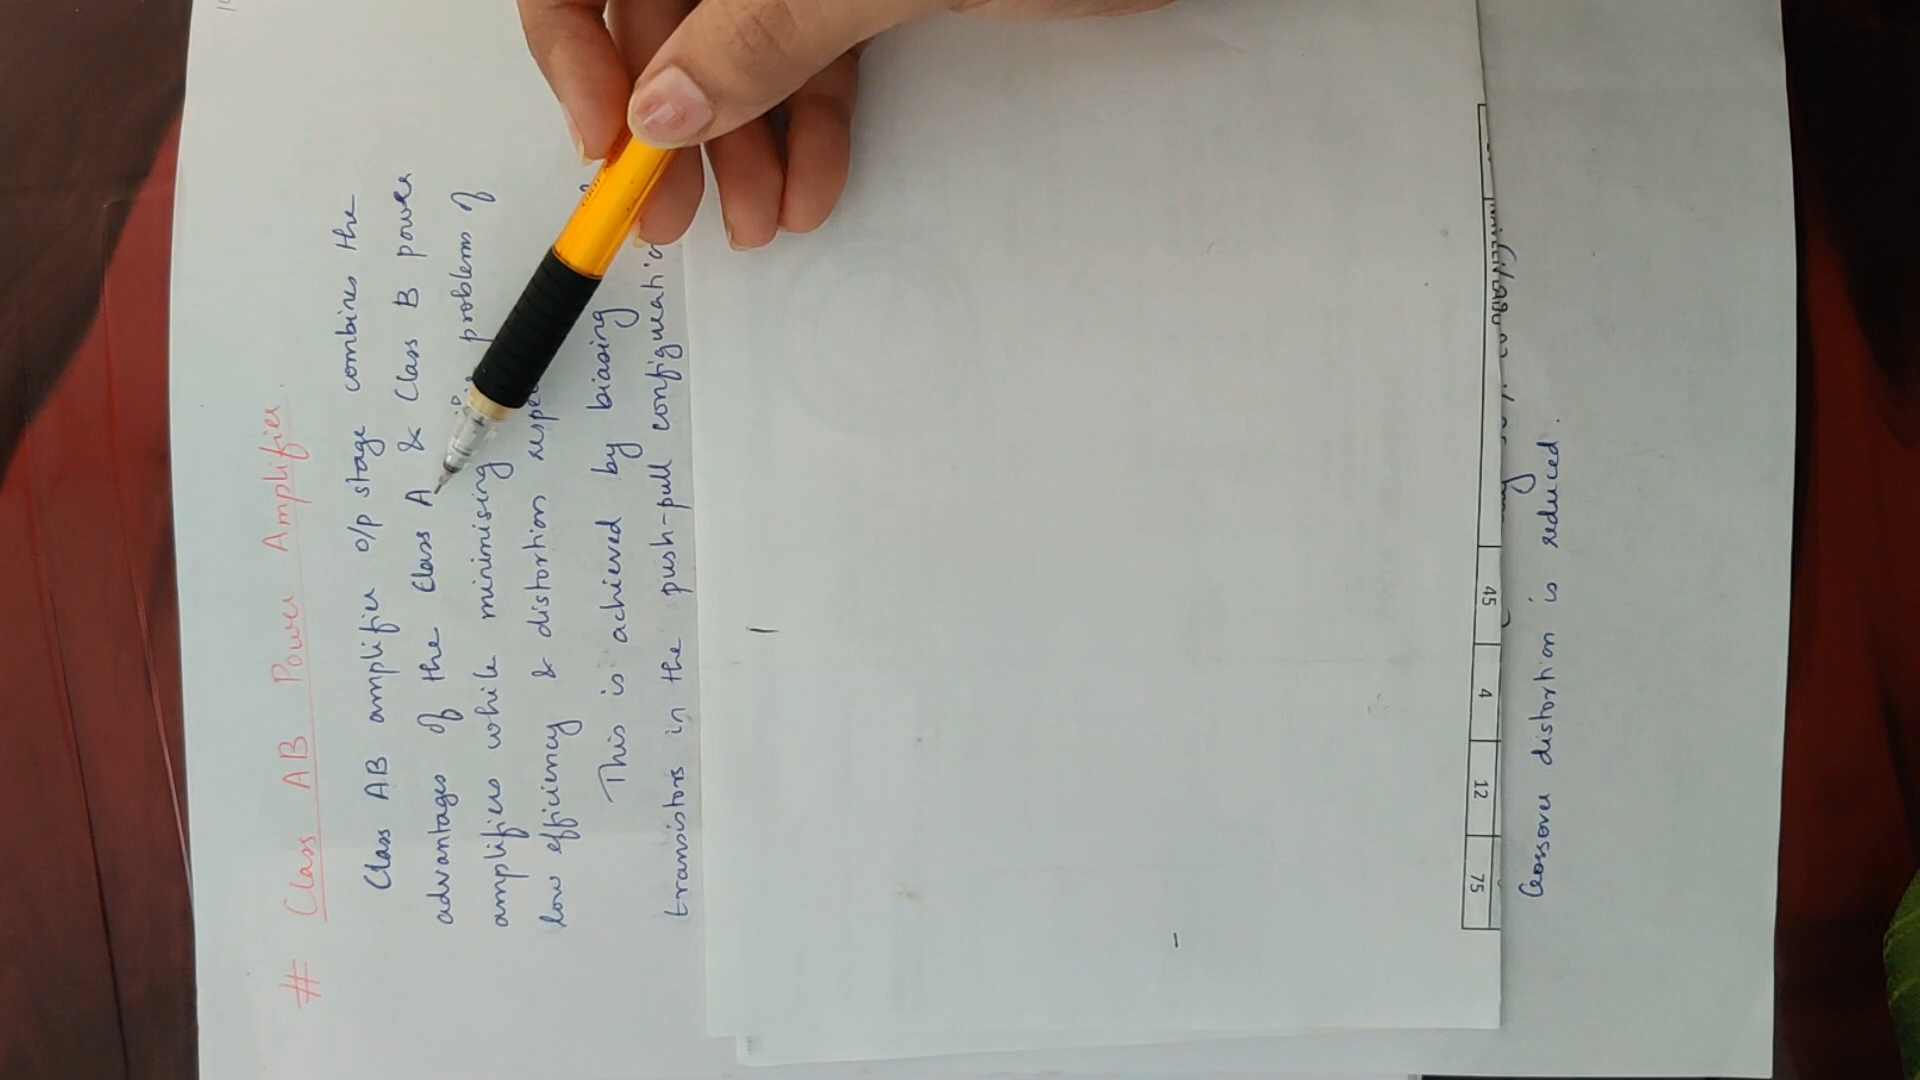 # Class AB Power Amplifier.
Class AB amplifier o/p stage combines the
advantages of the Class A & Class B power
amplifiers while minimising problems of
low efficiency & distortion
This is achieved by biasing
transistors in the push-pull
45 4 12 75
Crossover distortion is reduced.